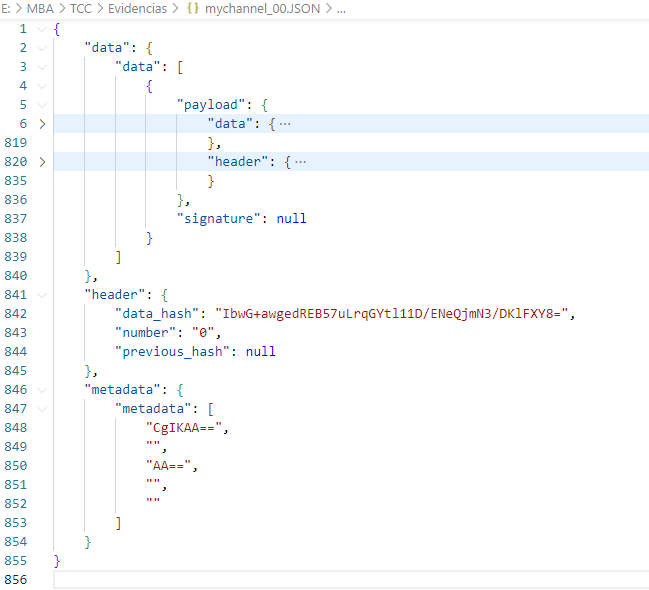 E: > MBA > TCC > Evidencias > {} mychannel_00.JSON > ...
1 {
2 "data": {
3 "data": [
4 {
5 "payload": {
6 "data": { ...
819 },
820 "header": { ...
835 }
836 },
837 "signature": null
838 }
839 ]
840 },
841 "header": {
842 "data_hash": "IbwG+awgedREB57uLrqGYtl11D/ENeQjmN3/DKlFXY8=",
843 "number": "0",
844 "previous_hash": null
845 },
846 "metadata": {
847 "metadata": [
848 "CgIKAA==",
849 "",
850 "AA==",
851 "",
852 ""
853 ]
854 }
855 }
856